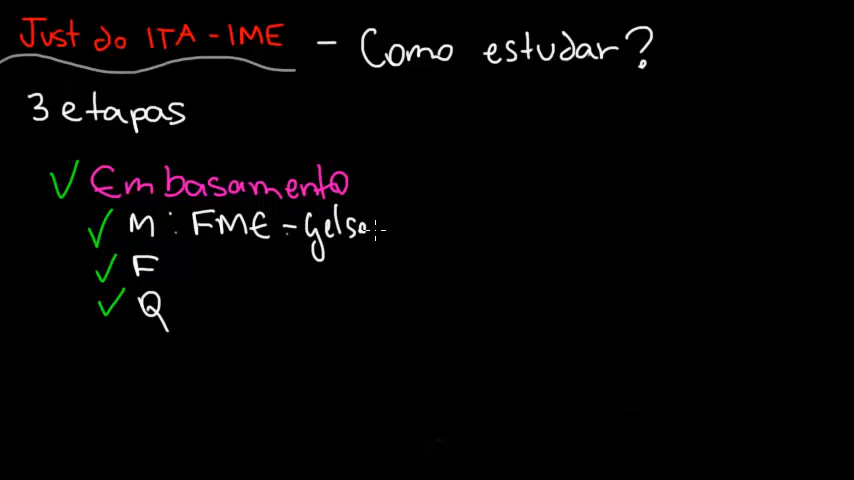 Just do ITA - IME - Como estudar?
3 etapas
✓ Embasamento
✓ M : FME - Gelso
✓ F
✓ Q